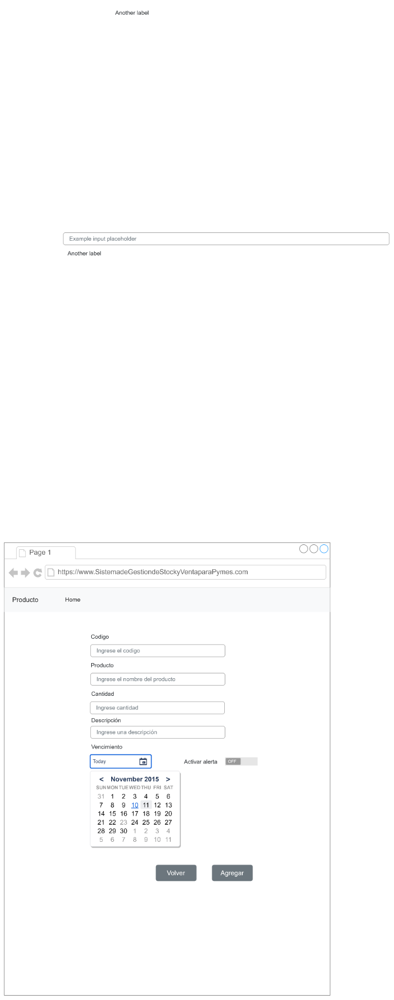 Another label
Example input placeholder
Another label
Page 1
https://www.SistemadeGestiondeStockyVentaparaPymes.com
Producto Home
Codigo
Ingrese el codigo
Producto
Ingrese el nombre del producto
Cantidad
Ingrese cantidad
Descripción
Ingrese una descripción
Vencimiento
Today Activar alerta OFF
< November 2015 >
SUN MON TUE WED THU FRI SAT
31 1 2 3 4 5 6
7 8 9 10 11 12 13
14 15 16 17 18 19 20
21 22 23 24 25 26 27
28 29 30 1 2 3 4
5 6 7 8 9 10 11
Volver Agregar